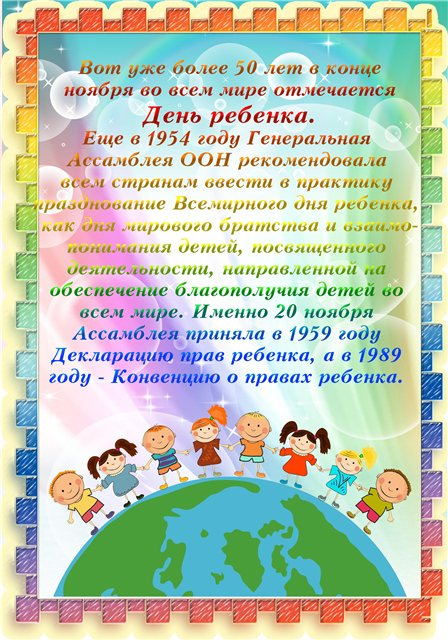 Вот уже более 50 лет в конце
ноября во всем мире отмечается
День ребенка.
Еще в 1954 году Генеральная
Ассамблея ООН рекомендовала
всем странам ввести в практику
празднование Всемирного дня ребенка,
как дня мирового братства и взаимо-
понимания детей, посвященного
деятельности, направленной на
обеспечение благополучия детей во
всем мире. Именно 20 ноября
Ассамблея приняла в 1959 году
Декларацию прав ребенка, а в 1989
году - Конвенцию о правах ребенка.